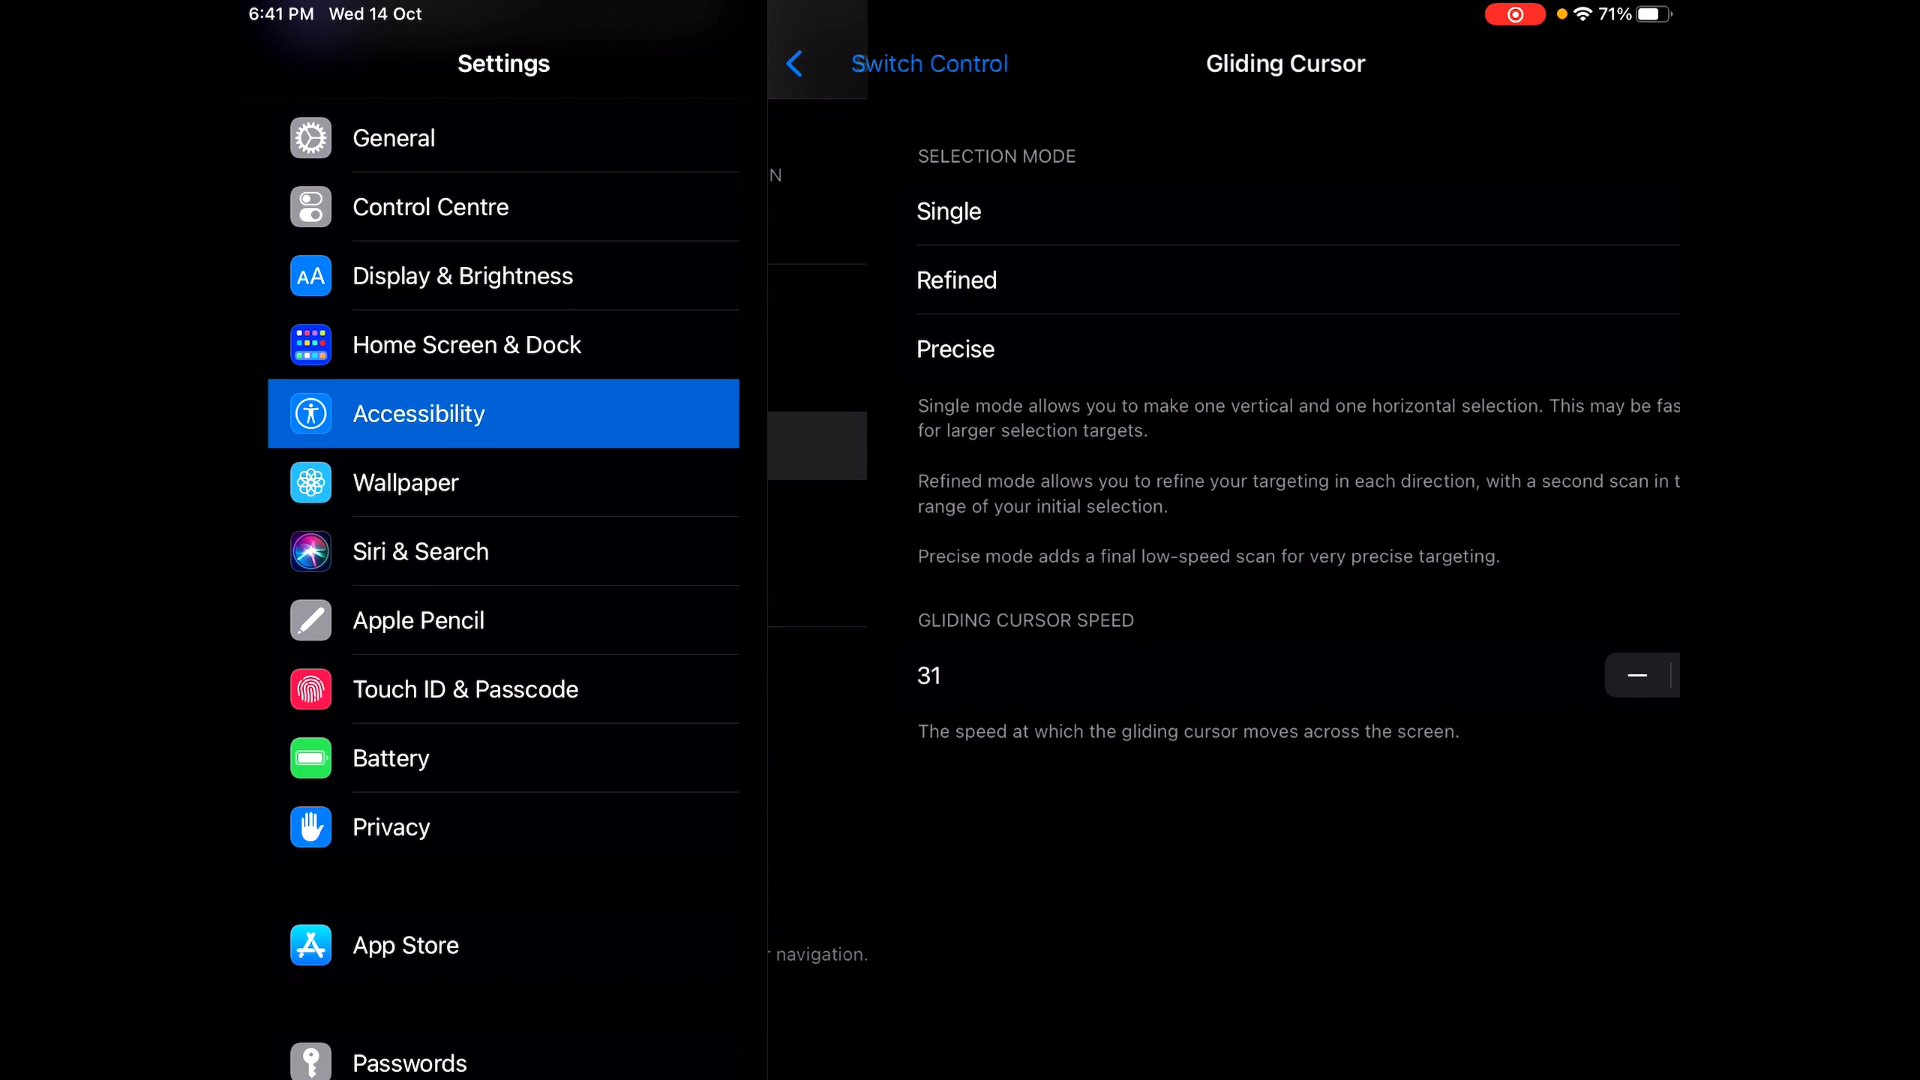 6:41 PM Wed 14 Oct
71%
Settings
Switch Control
Gliding Cursor
General
Control Centre
AA
Display & Brightness
Home Screen & Dock
Accessibility
Wallpaper
Siri & Search
Apple Pencil
Touch ID & Passcode
Battery
Privacy
App Store
Passwords
N
navigation.
SELECTION MODE
Single
Refined
Precise
Single mode allows you to make one vertical and one horizontal selection. This may be fas
for larger selection targets.
Refined mode allows you to refine your targeting in each direction, with a second scan in t
range of your initial selection.
Precise mode adds a final low-speed scan for very precise targeting.
GLIDING CURSOR SPEED
31
The speed at which the gliding cursor moves across the screen.